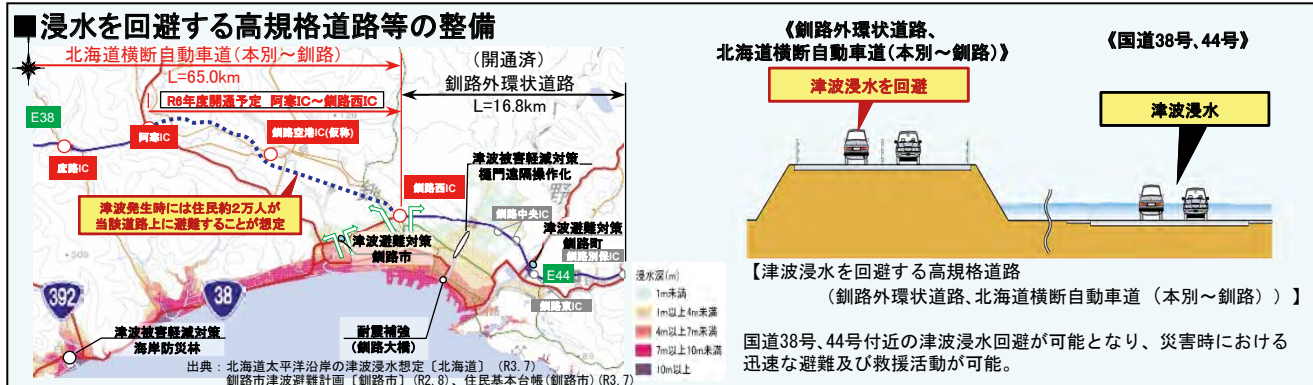 ■浸水を回避する高規格道路等の整備
北海道横断自動車道(本別～釧路)
L=65.0km
R6年度開通予定 阿寒IC～釧路西IC
(開通済)
釧路外環状道路
L=16.8km
E38
阿寒IC
釧路空港IC(仮称)
庶路IC
釧路西IC
津波発生時には住民約2万人が
当該道路上に避難することが想定
津波被害軽減対策
樋門遠隔操作化
釧路中央IC
津波避難対策
釧路町
釧路別保IC
津波避難対策
釧路市
E44
釧路東IC
392
38
津波被害軽減対策
海岸防災林
耐震補強
(釧路大橋)
浸水深(m)
1m未満
1m以上4m未満
4m以上7m未満
7m以上10m未満
10m以上
出典：北海道太平洋沿岸の津波浸水想定〔北海道〕(R3.7)
釧路市津波避難計画〔釧路市〕(R2.8)、住民基本台帳(釧路市)(R3.7)
《釧路外環状道路、
北海道横断自動車道(本別～釧路)》
《国道38号、44号》
津波浸水を回避
津波浸水
【津波浸水を回避する高規格道路
(釧路外環状道路、北海道横断自動車道（本別～釧路）)】
国道38号、44号付近の津波浸水回避が可能となり、災害時における
迅速な避難及び救援活動が可能。